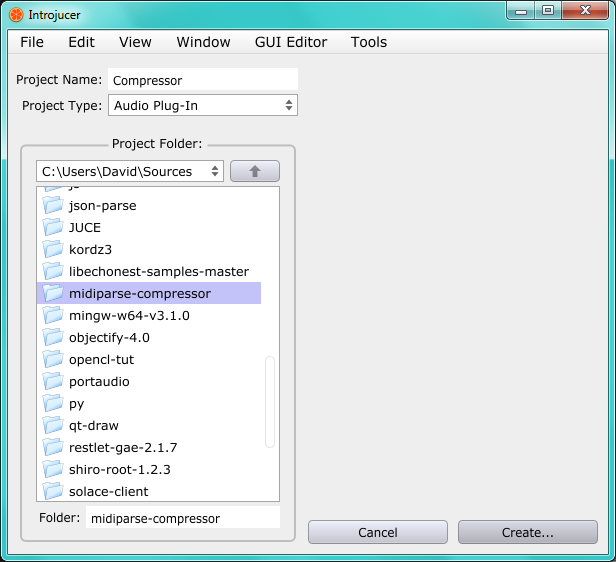 Introjucer
File Edit View Window GUI Editor Tools
Project Name: Compressor
Project Type: Audio Plug-In
Project Folder:
C:\Users\David\Sources
json-parse
JUCE
kordz3
libechonest-samples-master
midiparse-compressor
mingw-w64-v3.1.0
objectify-4.0
opencl-tut
portaudio
py
qt-draw
restlet-gae-2.1.7
shiro-root-1.2.3
solace-client
Folder: midiparse-compressor
Cancel Create...